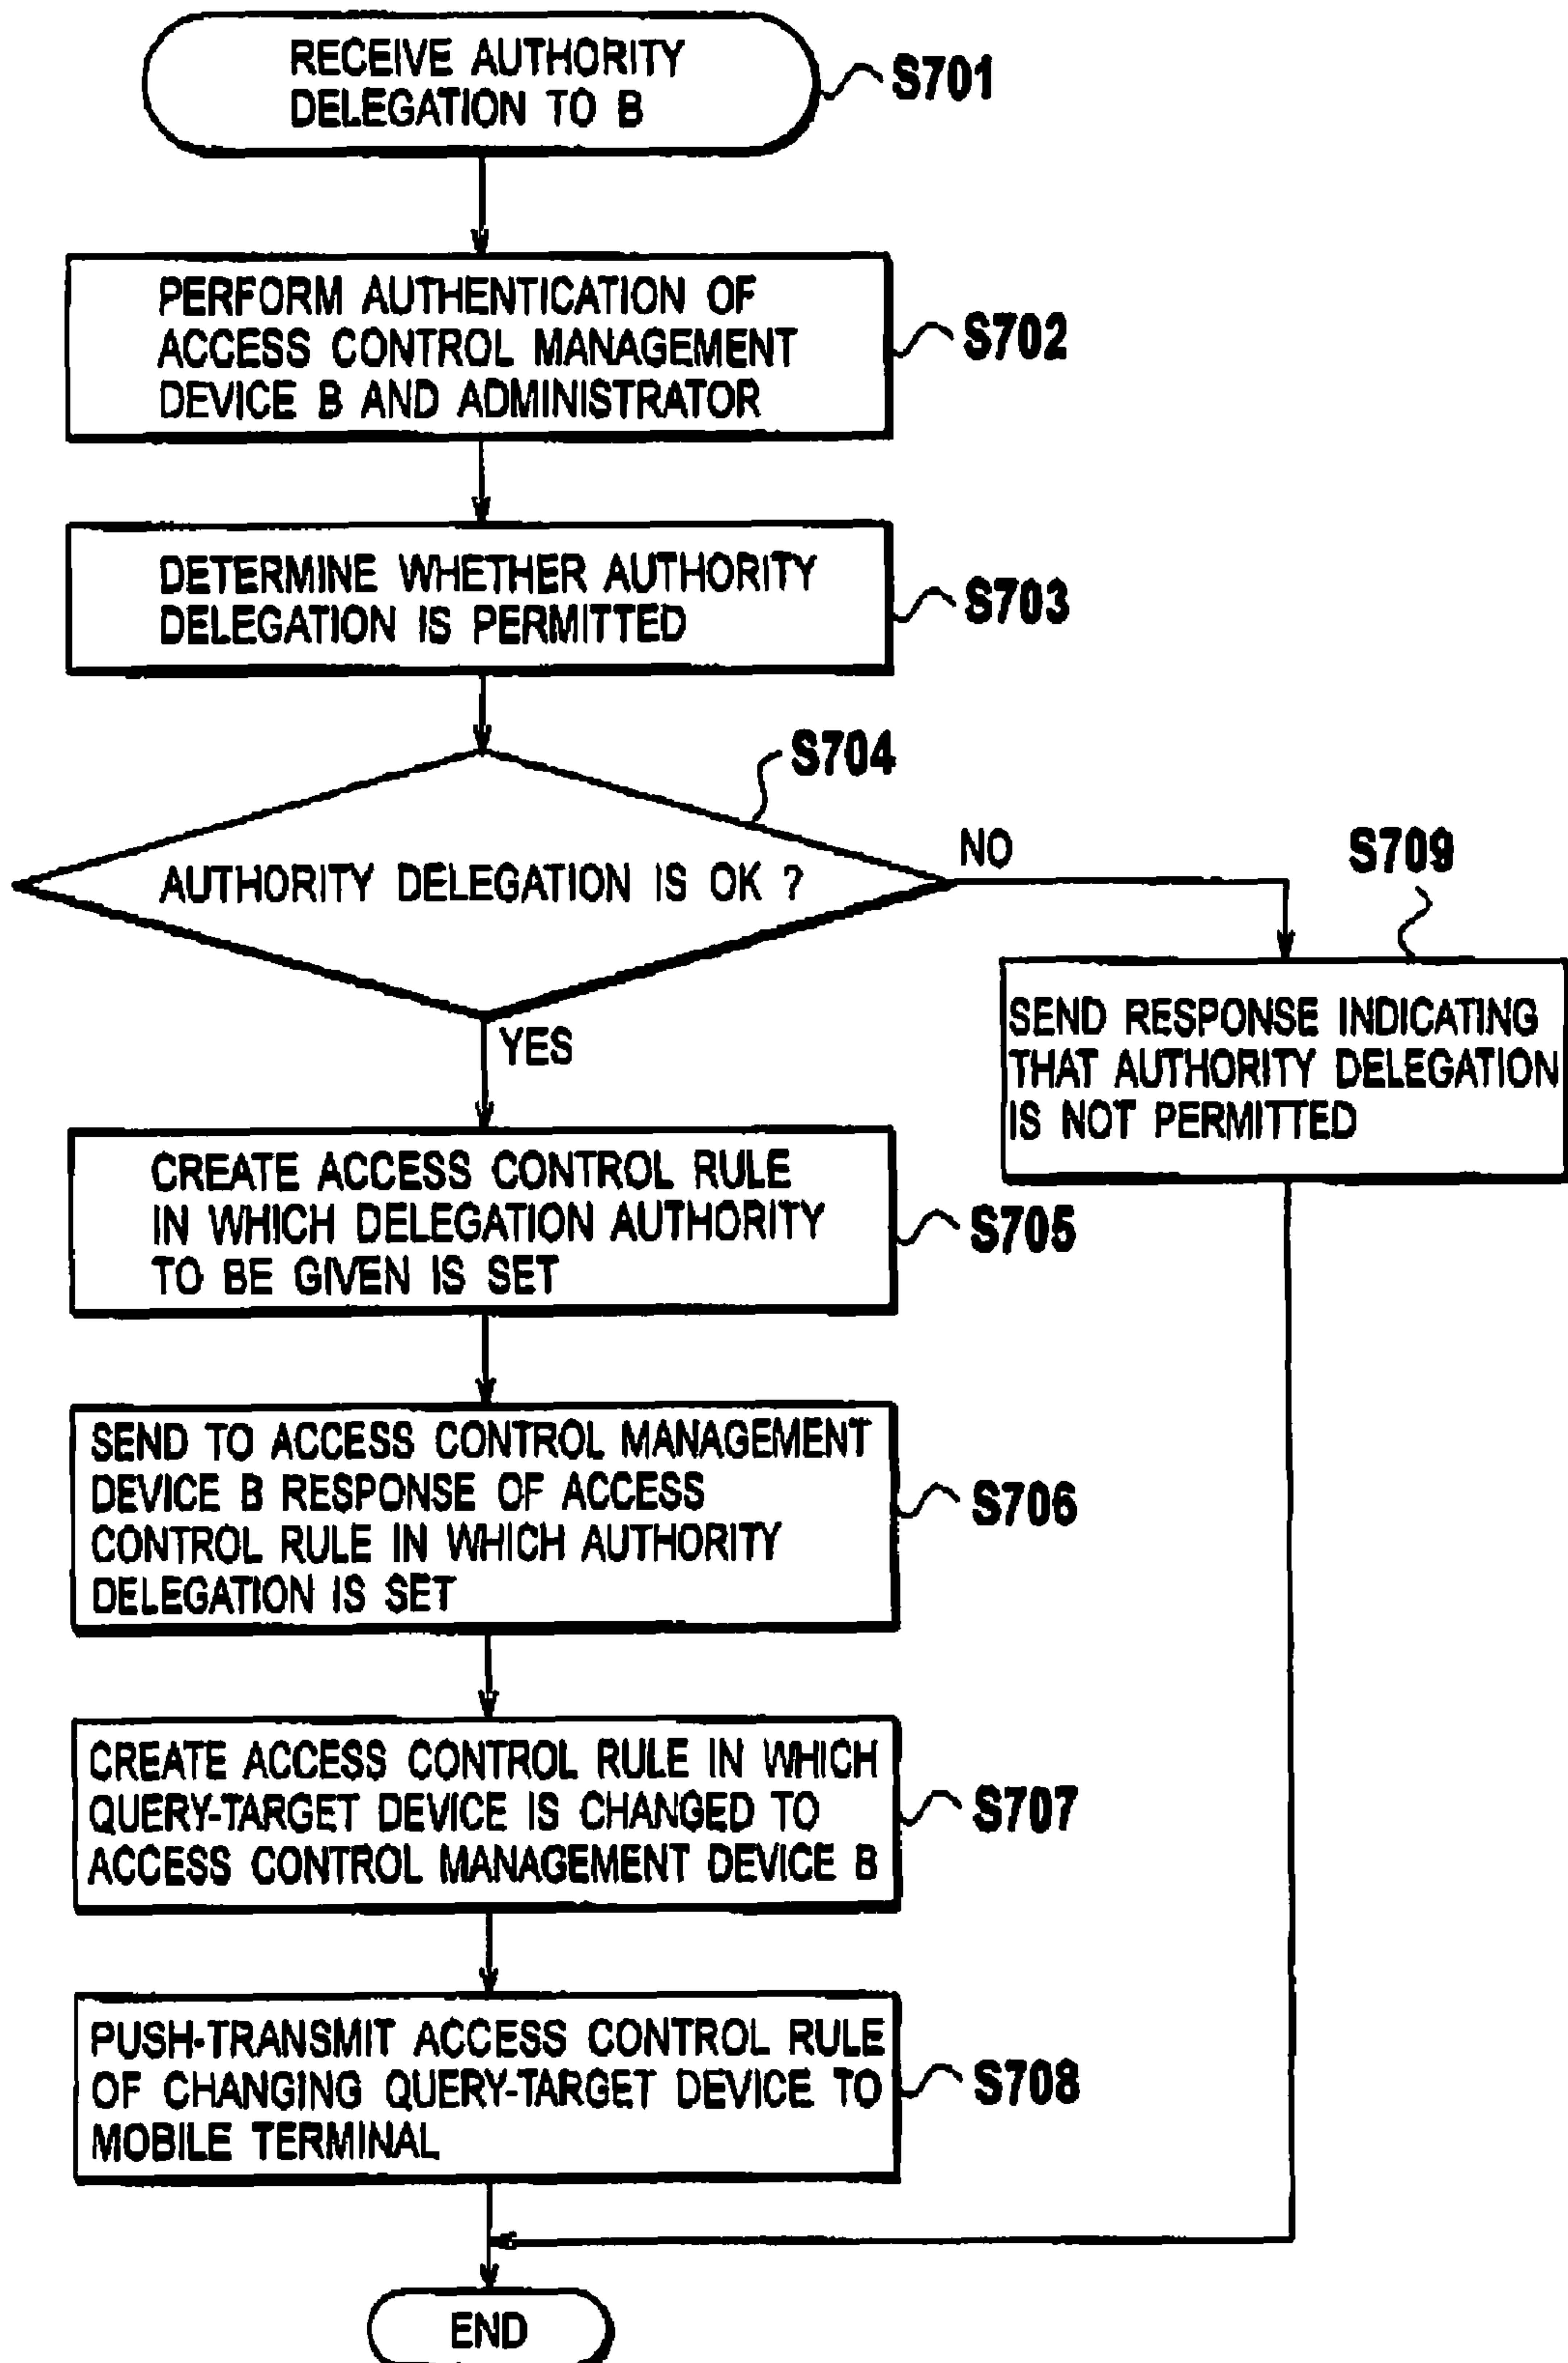 RECEIVE AUTHORITY
DELEGATION TO B
S701
PERFORM AUTHENTICATION OF
ACCESS CONTROL MANAGEMENT
DEVICE B AND ADMINISTRATOR
S702
DETERMINE WHETHER AUTHORITY
DELEGATION IS PERMITTED
S703
S704
AUTHORITY DELEGATION IS OK ?
NO
YES
S709
SEND RESPONSE INDICATING
THAT AUTHORITY DELEGATION
IS NOT PERMITTED
CREATE ACCESS CONTROL RULE
IN WHICH DELEGATION AUTHORITY
TO BE GIVEN IS SET
S705
SEND TO ACCESS CONTROL MANAGEMENT
DEVICE B RESPONSE OF ACCESS
CONTROL RULE IN WHICH AUTHORITY
DELEGATION IS SET
S706
CREATE ACCESS CONTROL RULE IN WHICH
QUERY-TARGET DEVICE IS CHANGED TO
ACCESS CONTROL MANAGEMENT DEVICE B
S707
PUSH-TRANSMIT ACCESS CONTROL RULE
OF CHANGING QUERY-TARGET DEVICE TO
MOBILE TERMINAL
S708
END